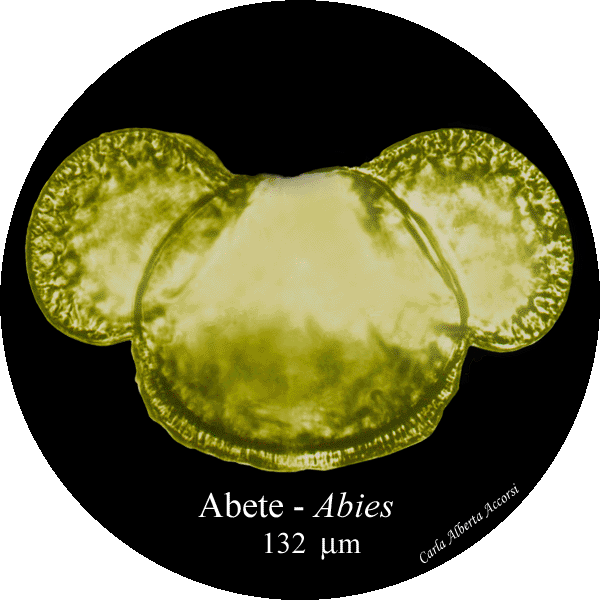 Abete - Abies
132 µm
Carla Alberta Accorsi